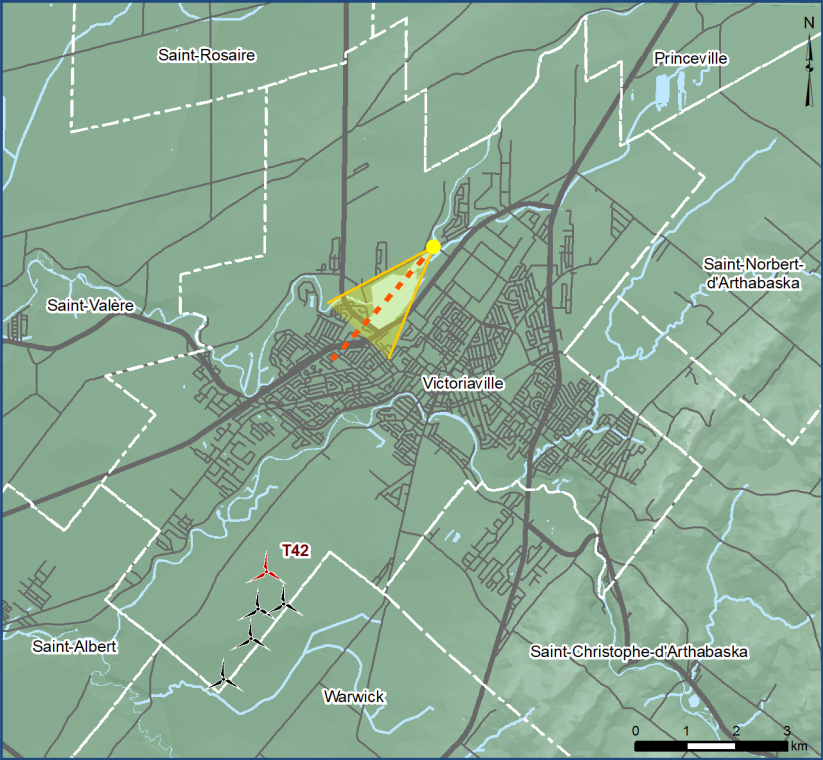 N
Saint-Rosaire
Princeville
Saint-Norbert-
d'Arthabaska
Saint-Valère
Victoriaville
T42
Saint-Albert
Saint-Christophe-d'Arthabaska
Warwick
0 1 2 3
km